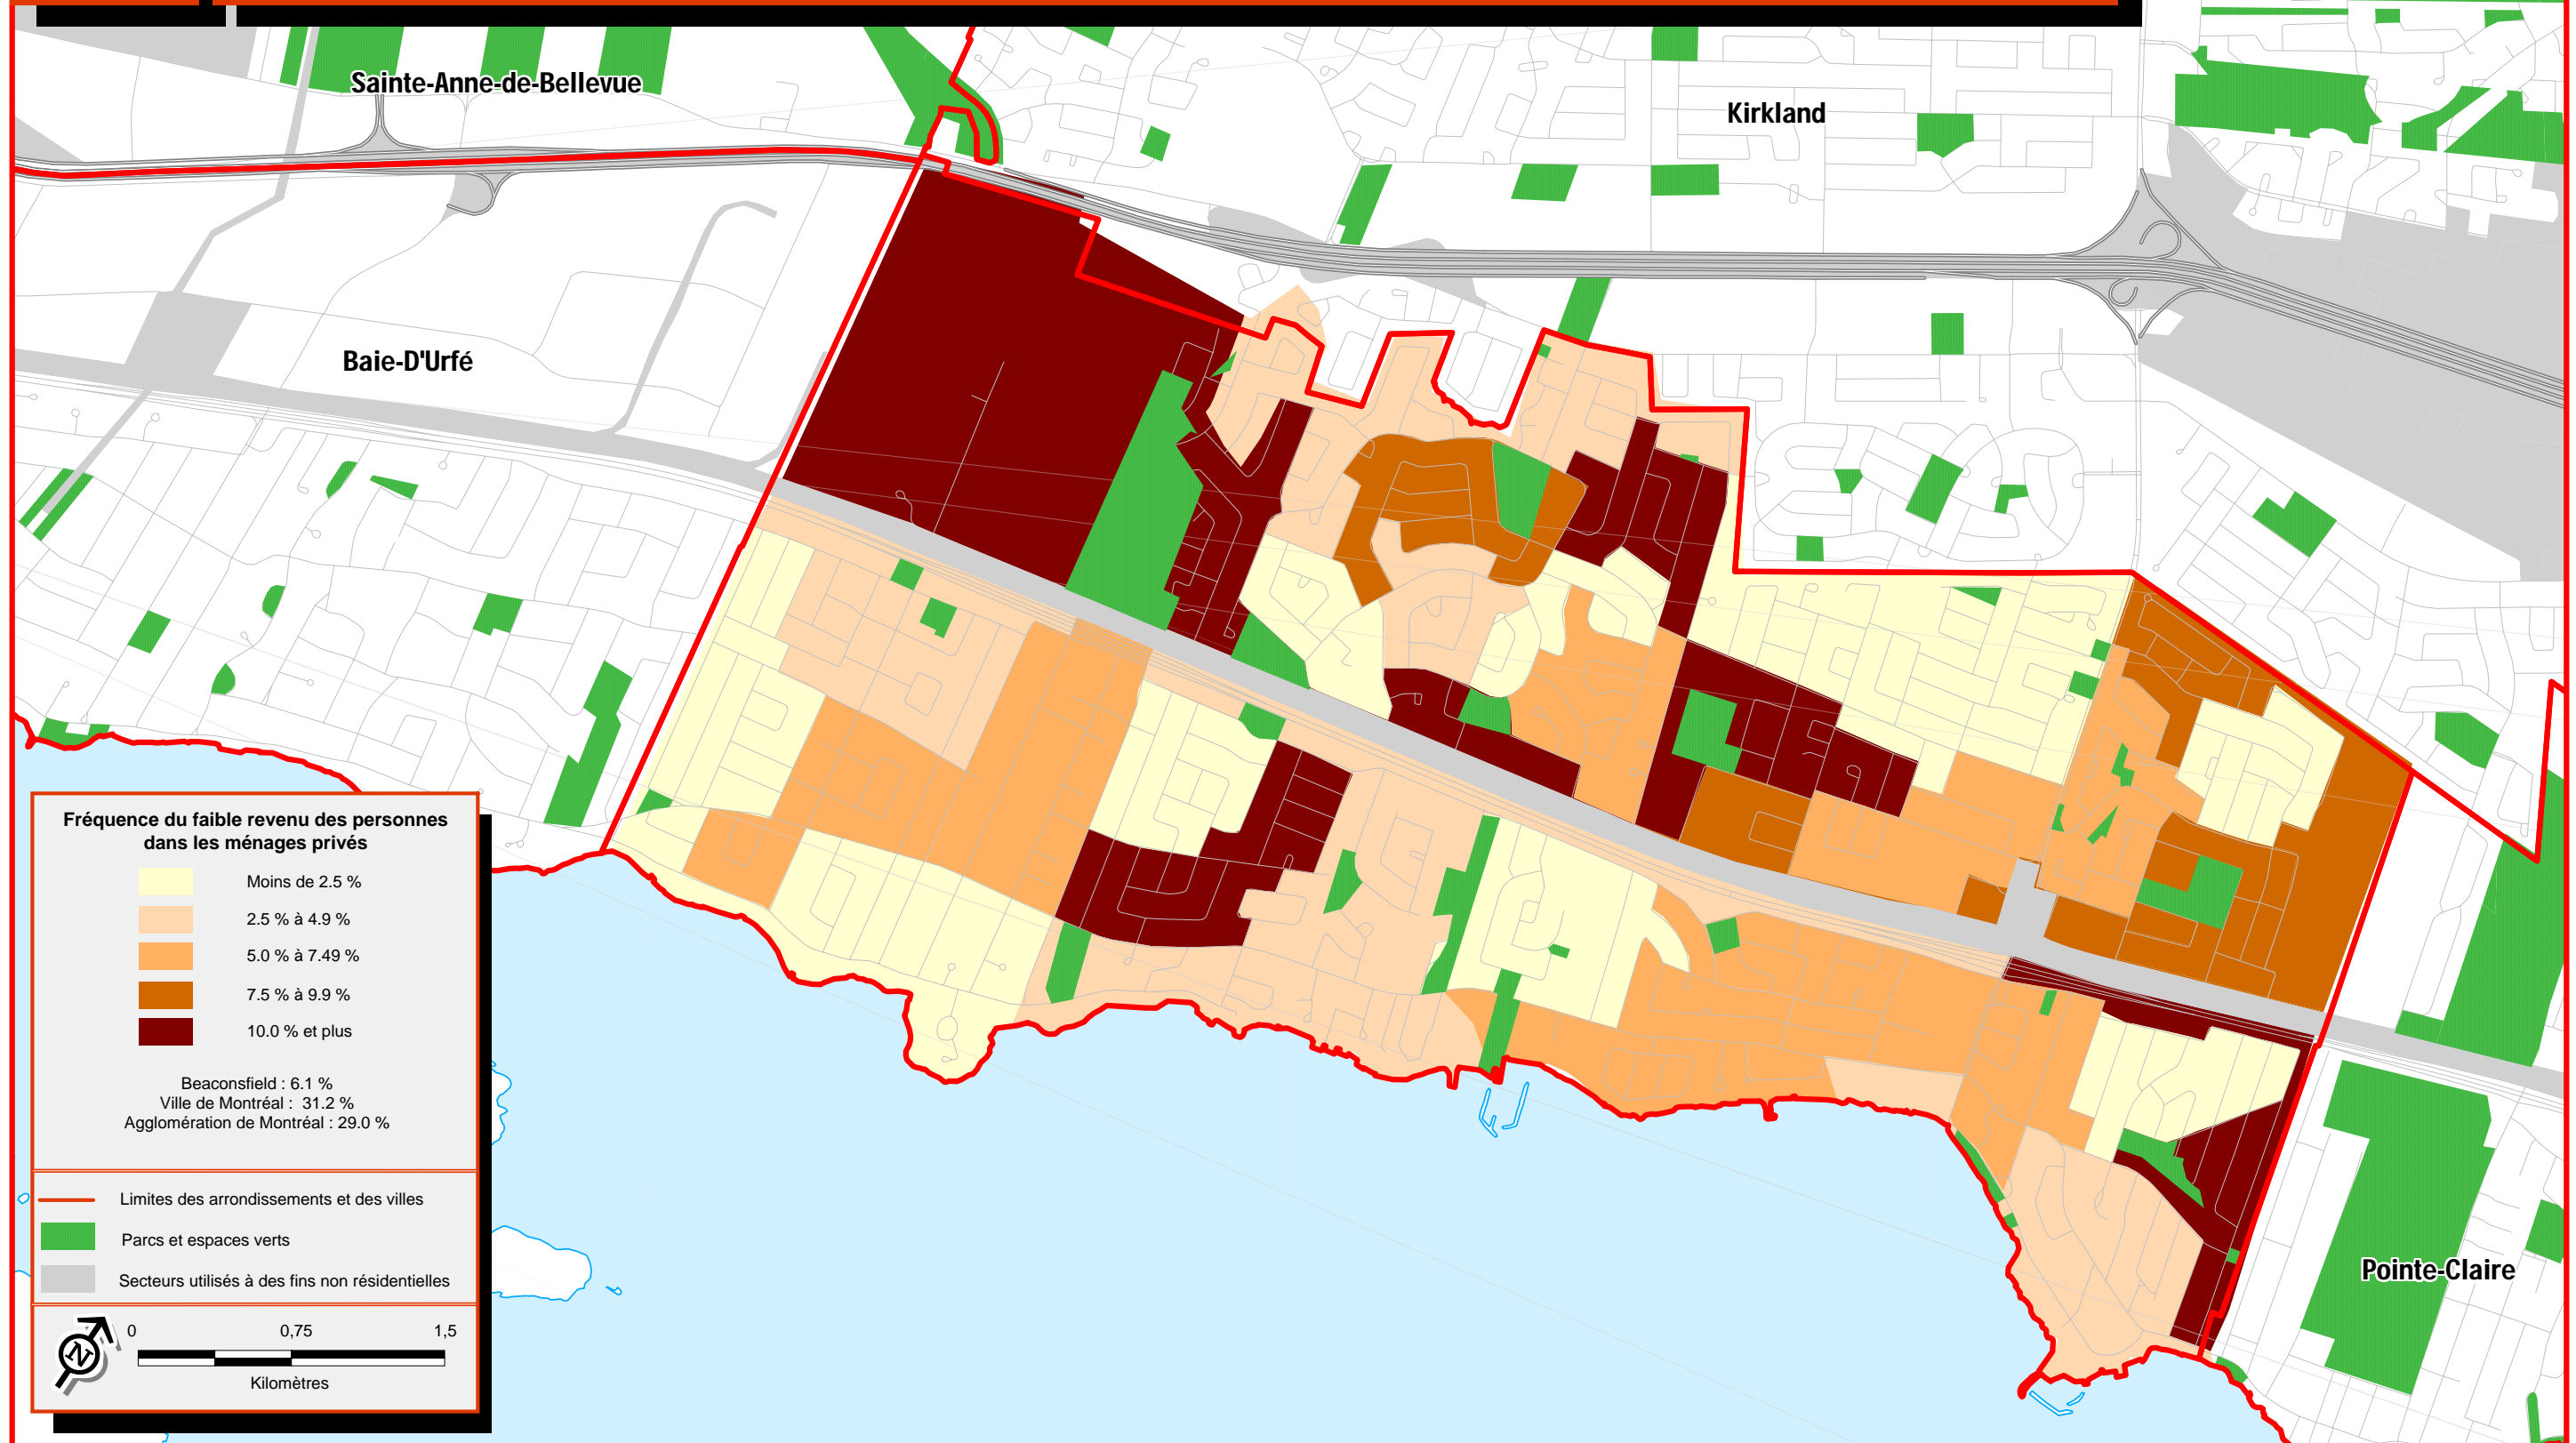 Sainte-Anne-de-Bellevue
Kirkland
Baie-D'Urfé
Fréquence du faible revenu des personnes
dans les ménages privés
Moins de 2.5 %
2.5 % à 4.9 %
5.0 % à 7.49 %
7.5 % à 9.9 %
10.0 % et plus
Beaconsfield : 6.1 %
Ville de Montréal : 31.2 %
Agglomération de Montréal : 29.0 %
Limites des arrondissements et des villes
Parcs et espaces verts
Secteurs utilisés à des fins non résidentielles
N
0 0,75 1,5
Kilomètres
Pointe-Claire